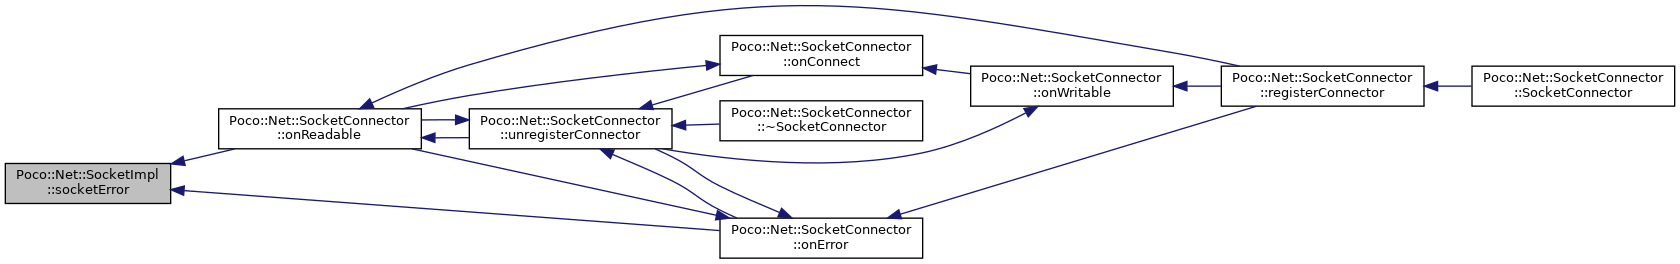 Poco::Net::SocketImpl
::socketError
Poco::Net::SocketConnector
::onReadable
Poco::Net::SocketConnector
::unregisterConnector
Poco::Net::SocketConnector
::onConnect
Poco::Net::SocketConnector
::~SocketConnector
Poco::Net::SocketConnector
::onError
Poco::Net::SocketConnector
::onWritable
Poco::Net::SocketConnector
::registerConnector
Poco::Net::SocketConnector
::SocketConnector